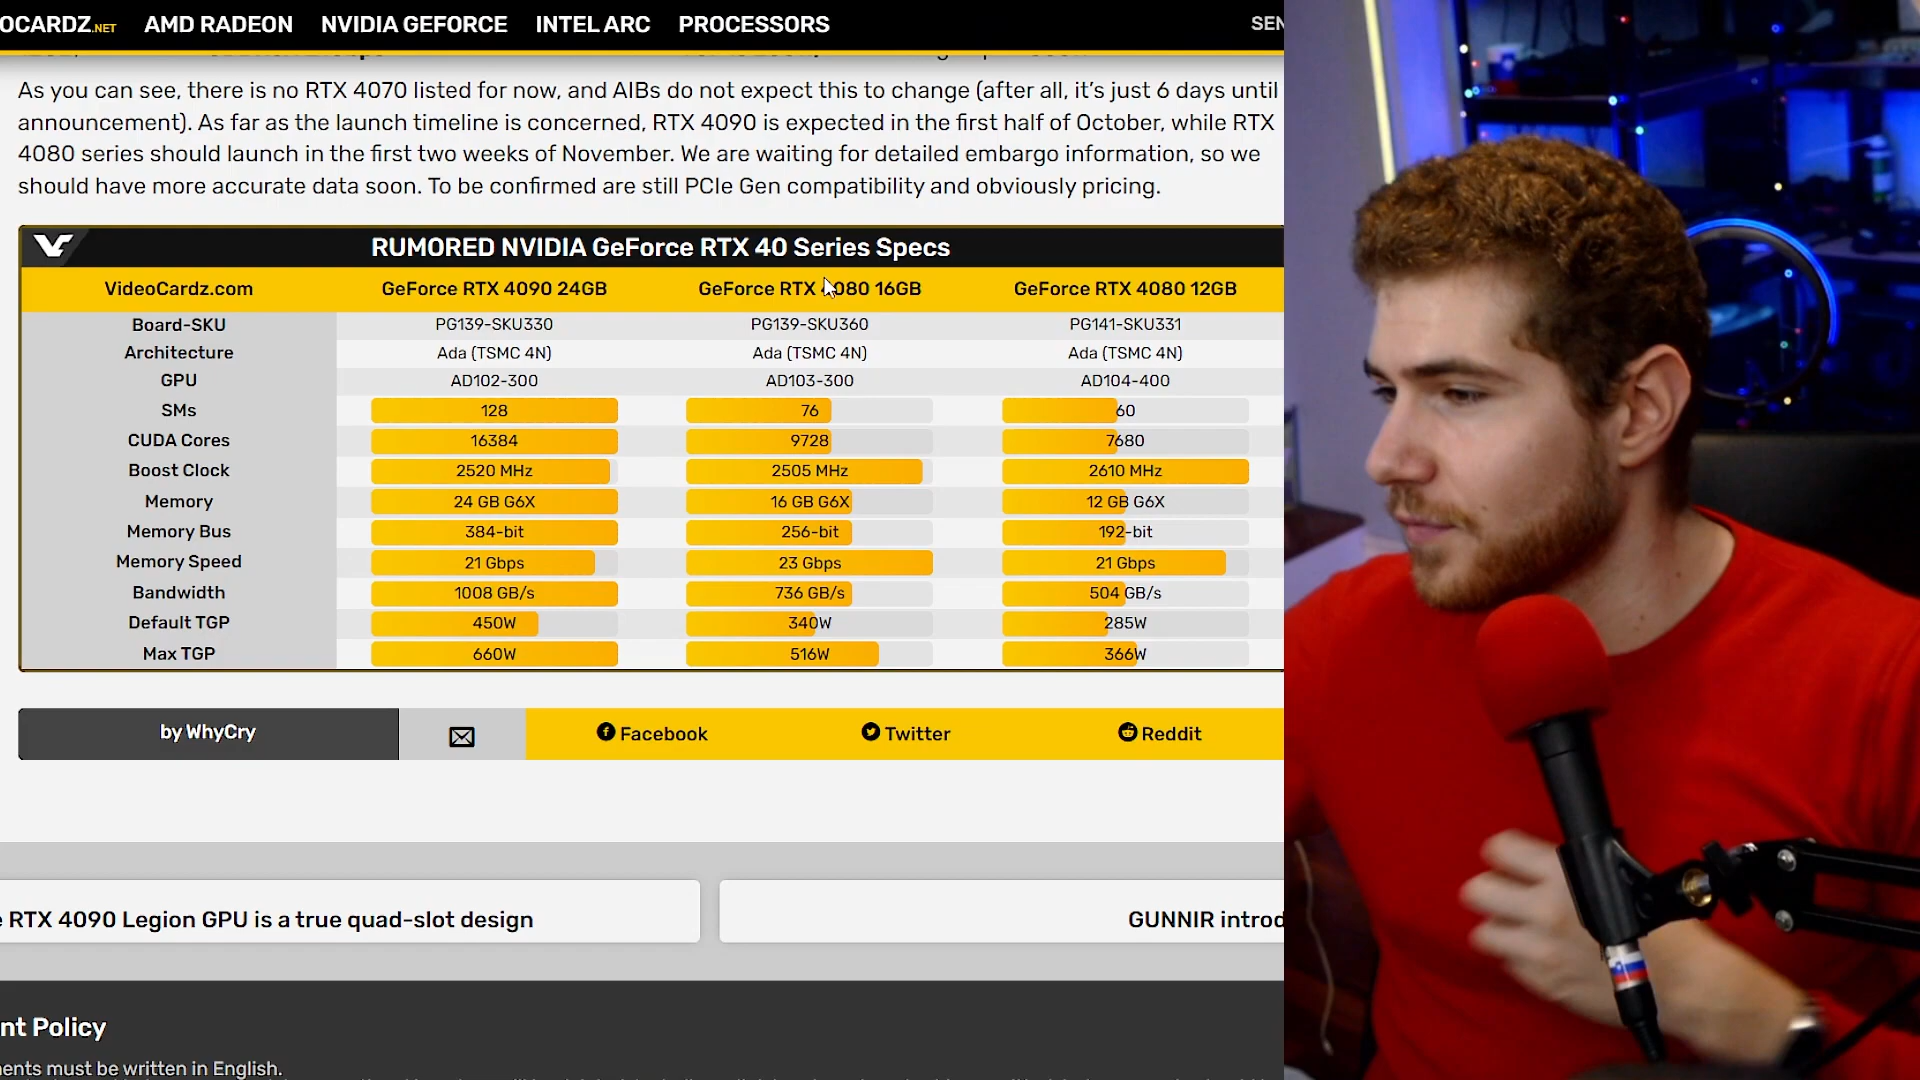 OCARDZ.NET AMD RADEON NVIDIA GEFORCE INTEL ARC PROCESSORS SEN
As you can see, there is no RTX 4070 listed for now, and AIBs do not expect this to change (after all, it's just 6 days until
announcement). As far as the launch timeline is concerned, RTX 4090 is expected in the first half of October, while RTX
4080 series should launch in the first two weeks of November. We are waiting for detailed embargo information, so we
should have more accurate data soon. To be confirmed are still PCIe Gen compatibility and obviously pricing.
RUMORED NVIDIA GeForce RTX 40 Series Specs
VideoCardz.com GeForce RTX 4090 24GB GeForce RTX 4080 16GB GeForce RTX 4080 12GB
Board-SKU PG139-SKU330 PG139-SKU360 PG141-SKU331
Architecture Ada (TSMC 4N) Ada (TSMC 4N) Ada (TSMC 4N)
GPU AD102-300 AD103-300 AD104-400
SMs 128 76 60
CUDA Cores 16384 9728 7680
Boost Clock 2520 MHz 2505 MHz 2610 MHz
Memory 24 GB G6X 16 GB G6X 12 GB G6X
Memory Bus 384-bit 256-bit 192-bit
Memory Speed 21 Gbps 23 Gbps 21 Gbps
Bandwidth 1008 GB/s 736 GB/s 504 GB/s
Default TGP 450W 340W 285W
Max TGP 660W 516W 366W
by WhyCry Facebook Twitter Reddit
RTX 4090 Legion GPU is a true quad-slot design GUNNIR introd
nt Policy
ents must be written in English.